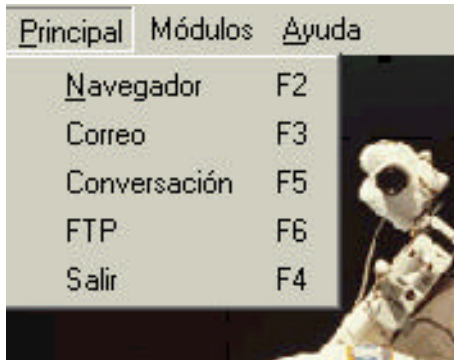 Principal Módulos Ayuda
Navegador F2
Correo F3
Conversación F5
FTP F6
Salir F4